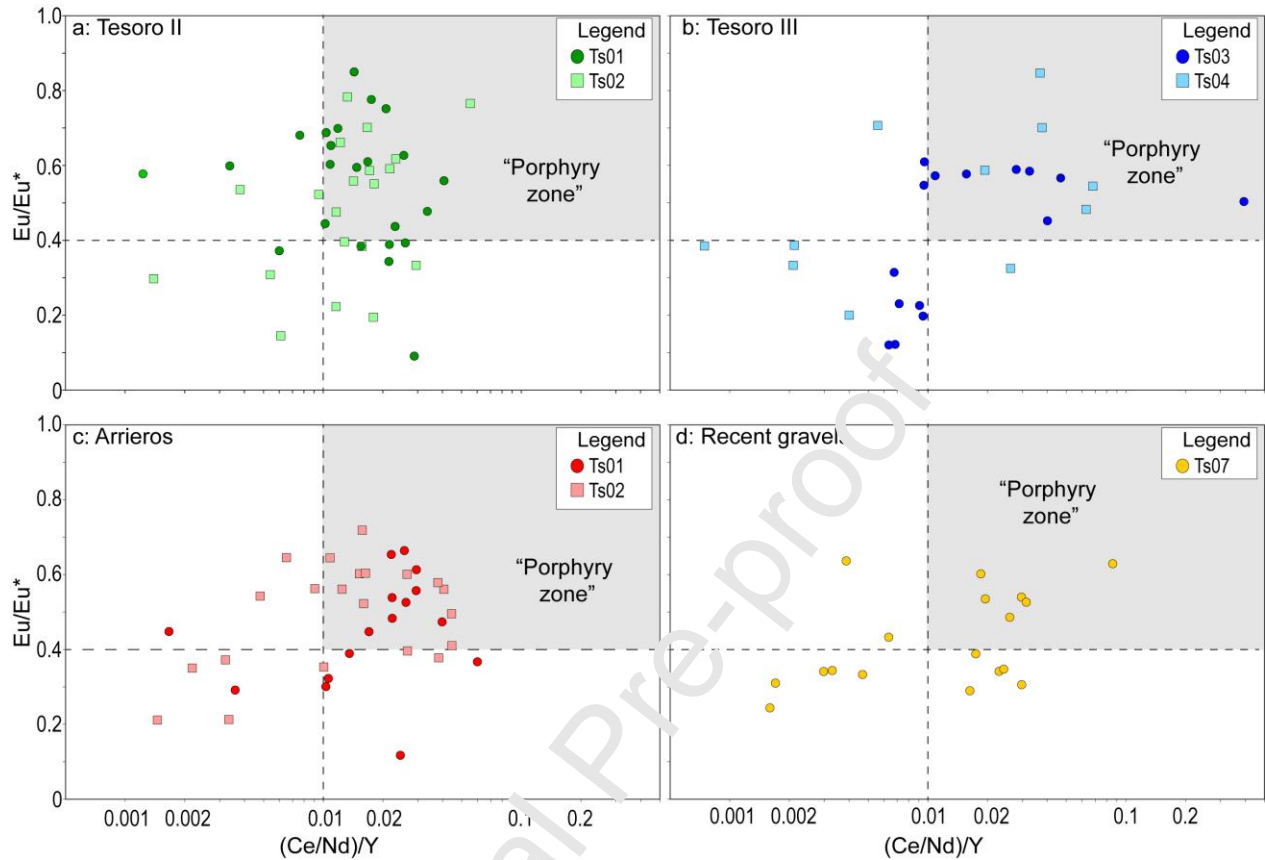 a: Tesoro II
Legend
Ts01
Ts02
"Porphyry
zone"
1.0
0.8
0.6
0.4
0.2
0
Eu/Eu*
b: Tesoro III
Legend
Ts03
Ts04
"Porphyry
zone"
c: Arrieros
Legend
Ts01
Ts02
"Porphyry
zone"
1.0
0.8
0.6
0.4
0.2
0
Eu/Eu*
0.001 0.002 0.01 0.02 0.1 0.2
(Ce/Nd)/Y
d: Recent gravel
Legend
Ts07
"Porphyry
zone"
0.001 0.002 0.01 0.02 0.1 0.2
(Ce/Nd)/Y
al Pre-proof